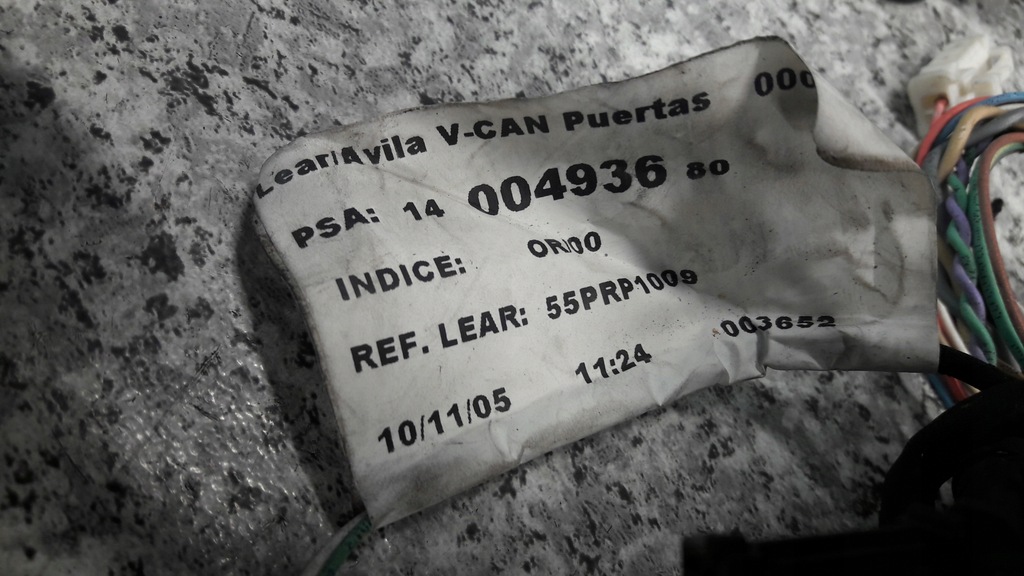 Lear/Avila V-CAN Puertas 000
PSA: 14 004936 80
INDICE: OR/00
REF. LEAR: 55PRP1009
10/11/05 11:24 003652